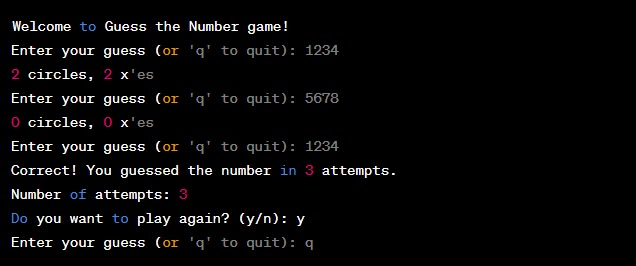 Welcome to Guess the Number game!
Enter your guess (or 'q' to quit): 1234
2 circles, 2 x'es
Enter your guess (or 'q' to quit): 5678
0 circles, 0 x'es
Enter your guess (or 'q' to quit): 1234
Correct! You guessed the number in 3 attempts.
Number of attempts: 3
Do you want to play again? (y/n): y
Enter your guess (or 'q' to quit): q